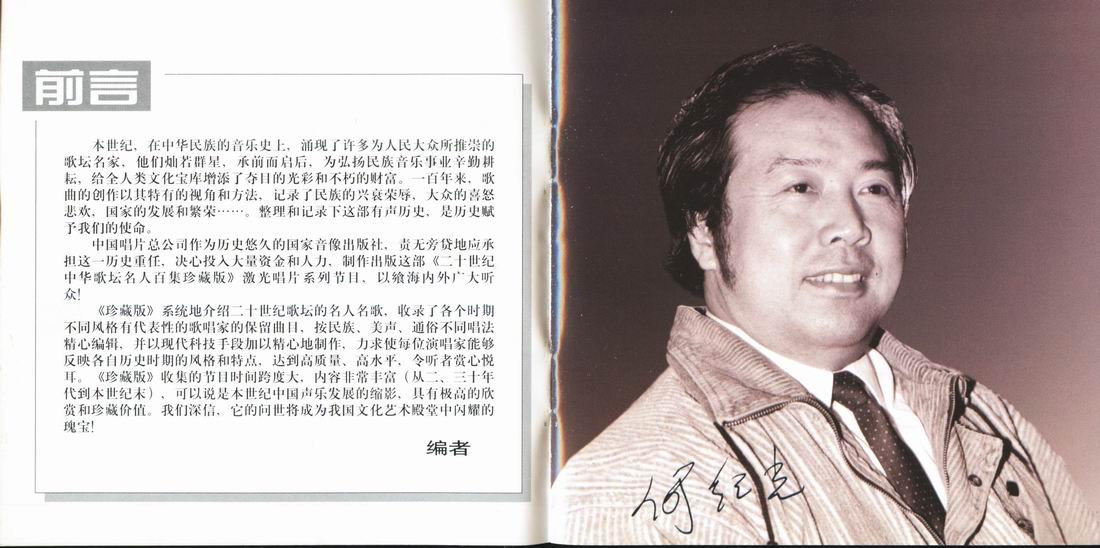 前言
本世纪，在中华民族的音乐史上，涌现了许多为人民大众所推崇的
歌坛名家，他们灿若群星，承前而启后，为弘扬民族音乐事业辛勤耕
耘，给全人类文化宝库增添了夺目的光彩和不朽的财富。一百年来，歌
曲的创作以其特有的视角和方法，记录了民族的兴衰荣辱，大众的喜怒
悲欢，国家的发展和繁荣……。整理和记录下这部有声历史，是历史赋
予我们的使命。
中国唱片总公司作为历史悠久的国家音像出版社，责无旁贷地应承
担这一历史重任，决心投入大量资金和人力，制作出版这部《二十世纪
中华歌坛名人百集珍藏版》激光唱片系列节目，以飨海内外广大听
众！
《珍藏版》系统地介绍二十世纪歌坛的名人名歌，收录了各个时期
不同风格有代表性的歌唱家的保留曲目，按民族、美声、通俗不同唱法
精心编辑，并以现代科技手段加以精心地制作，力求使每位演唱家能够
反映各自历史时期的风格和特点，达到高质量、高水平，令听者赏心悦
耳。《珍藏版》收集的节目时间跨度大，内容非常丰富（从二、三十年
代到本世纪末），可以说是本世纪中国声乐发展的缩影，具有极高的欣
赏和珍藏价值。我们深信，它的问世将成为我国文化艺术殿堂中闪耀的
瑰宝！
编者
何纪光